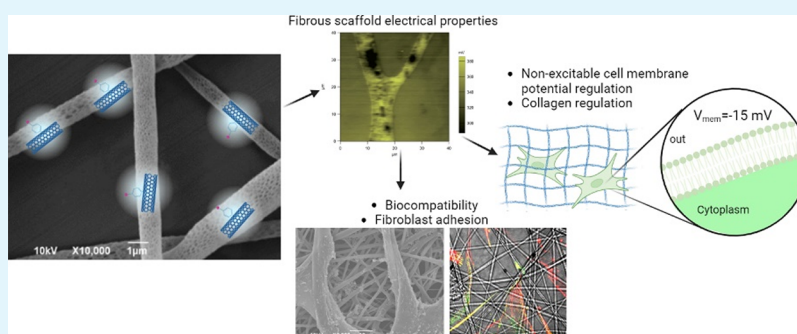 Fibrous scaffold electrical properties
• Non-excitable cell membrane
potential regulation
• Collagen regulation
Vmem=-15 mV
out
Cytoplasm
• Biocompatibility
• Fibroblast adhesion
10kV X10,000 1μm